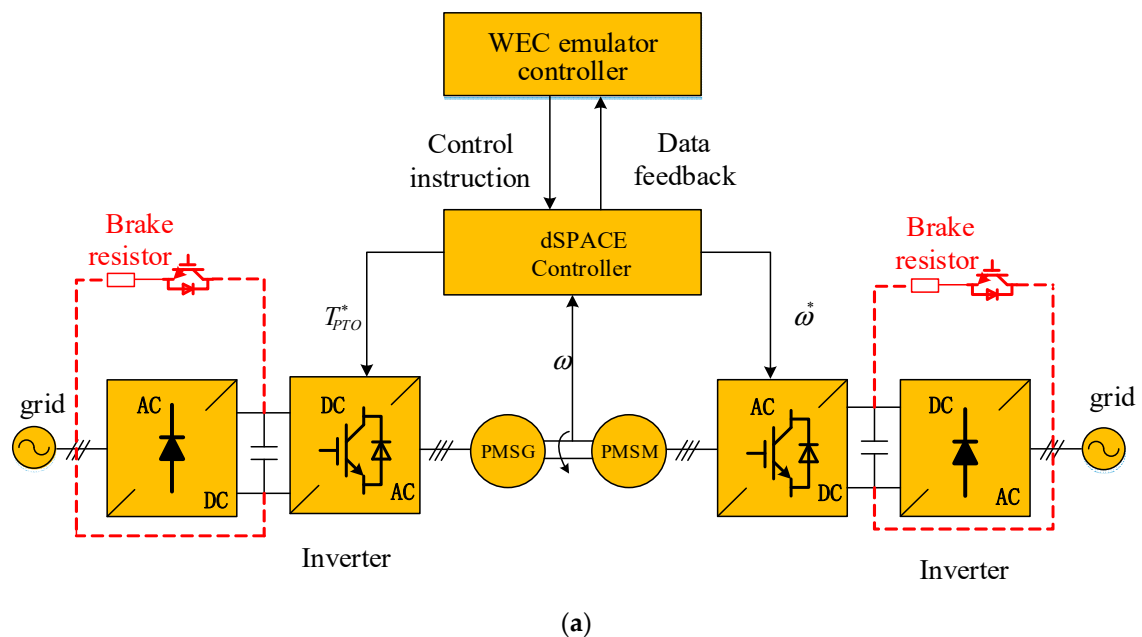 WEC emulator
controller
Control
instruction
Data
feedback
Brake
resistor
dSPACE
Controller
Brake
resistor
T*PTO
ω
ω*
grid
AC
DC
DC
AC
PMSG
PMSM
AC
DC
DC
AC
grid
Inverter
Inverter
(a)